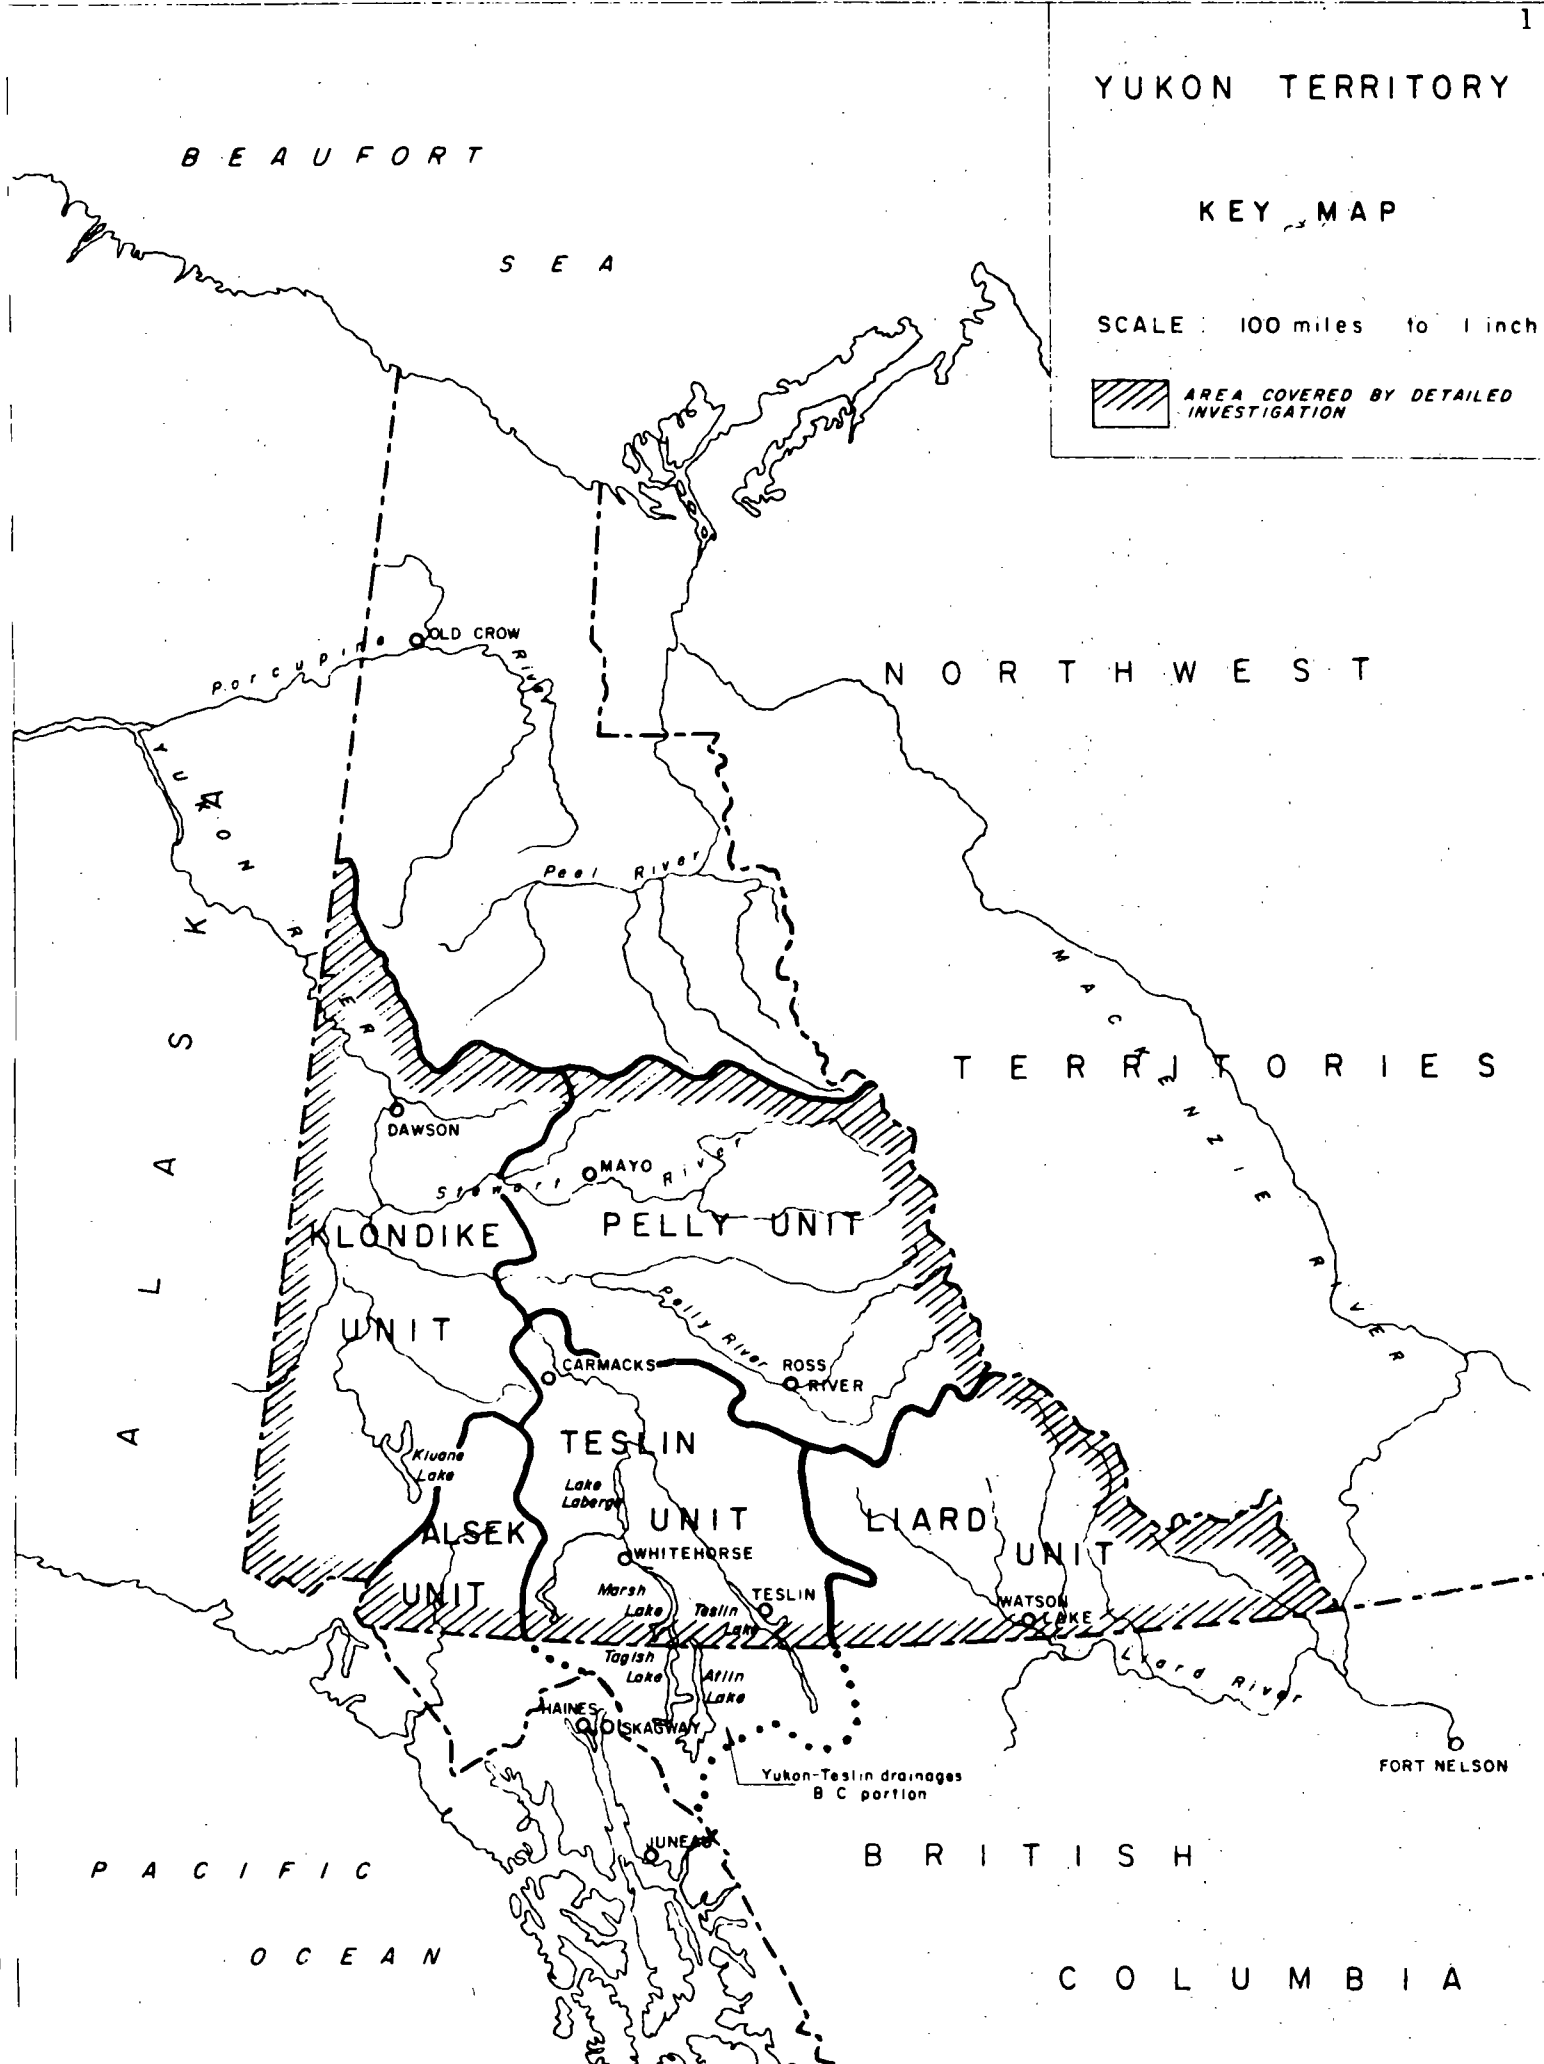 1
YUKON TERRITORY
KEY MAP
SCALE : 100 miles to 1 inch
AREA COVERED BY DETAILED
INVESTIGATION
BEAUFORT
SEA
OLD CROW
Porcupine River
NORTHWEST
TERRITORIES
YUKON RIVER
Peel River
MACKENZIE RIVER
ALASKA
DAWSON
MAYO
Stewart River
KLONDIKE
UNIT
PELLY UNIT
Pelly River
CARMACKS
ROSS
RIVER
Kluane
Lake
TESLIN
UNIT
Lake
Laberge
ALSEK
UNIT
LIARD
UNIT
WHITEHORSE
Marsh
Lake
TESLIN
Teslin
Lake
WATSON
LAKE
Tagish
Lake
Atlin
Lake
Liard River
HAINES
SKAGWAY
Yukon-Teslin drainages
B C portion
FORT NELSON
JUNEAU
BRITISH
COLUMBIA
PACIFIC
OCEAN